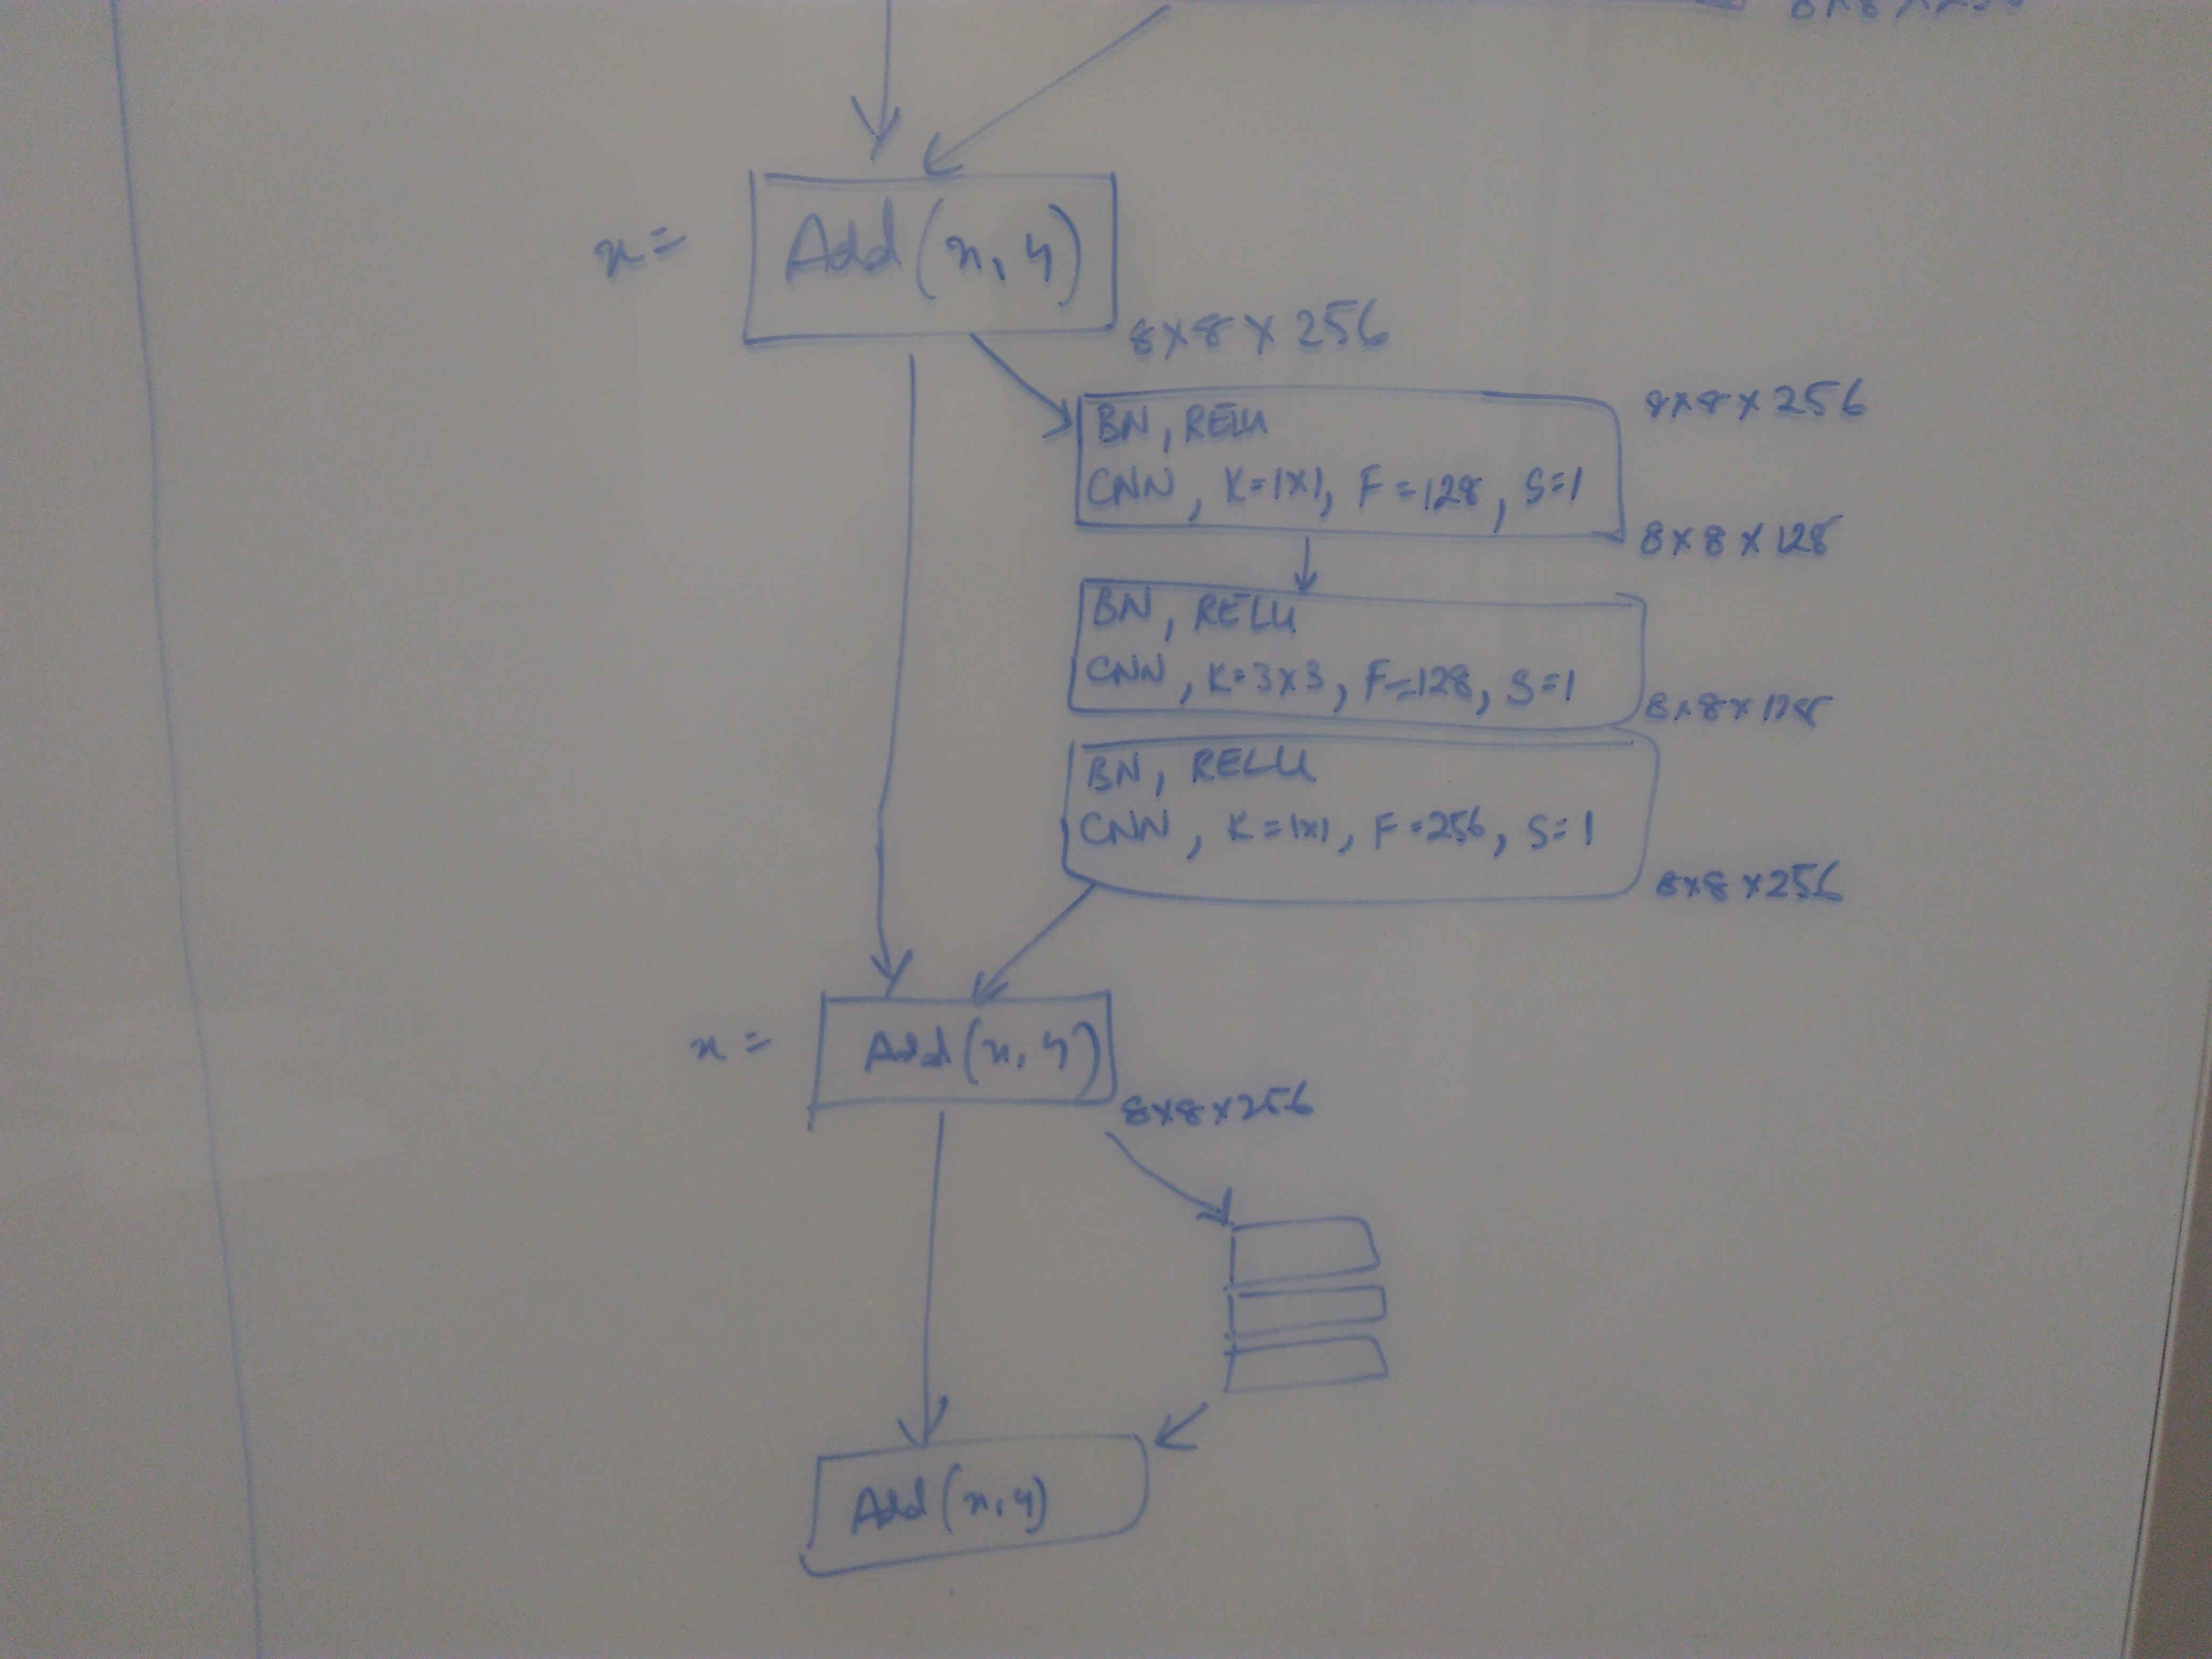 x = Add(x, y)
8x8x256
8x8x256
BN, RELU
CNN, K=1x1, F=128, S=1
8x8x128
BN, RELU
CNN, K=3x3, F=128, S=1
8x8x128
BN, RELU
CNN, K=1x1, F=256, S=1
8x8x256
x = Add(x, y)
8x8x256
Add(x, y)